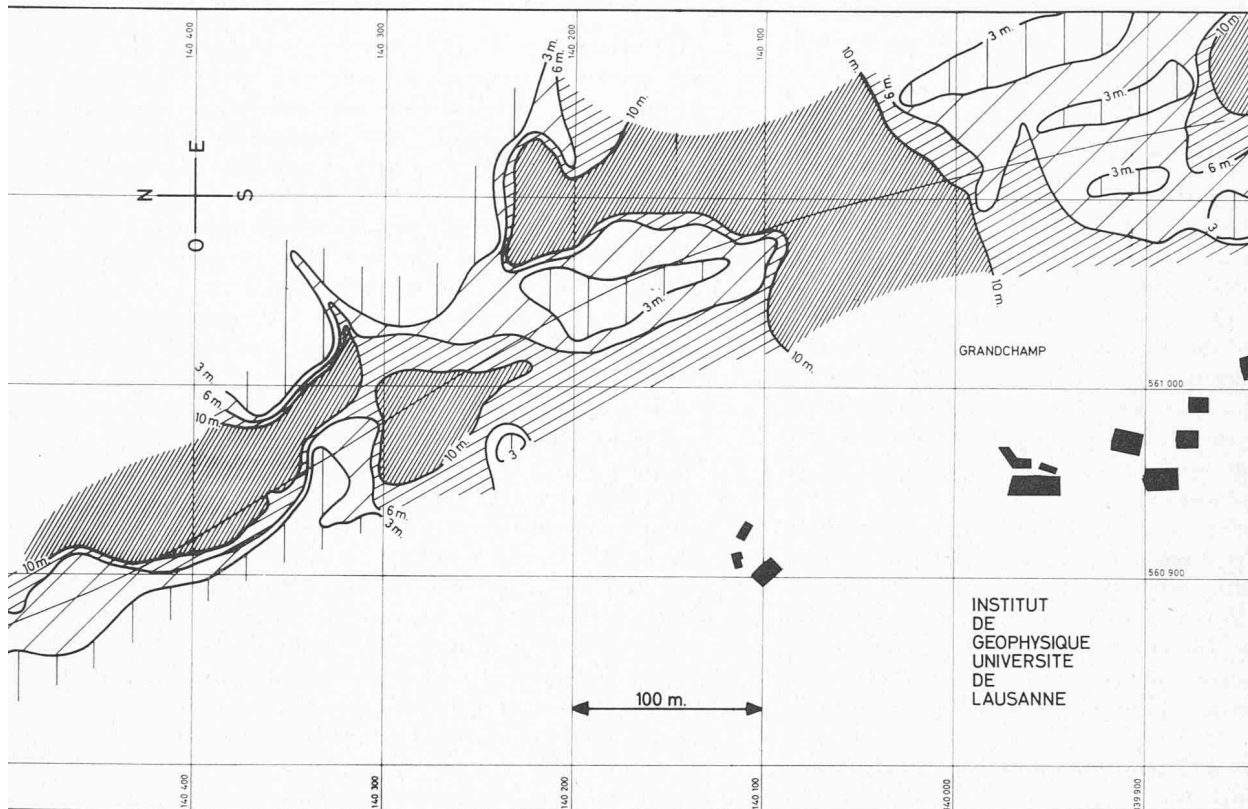 140 400
140 300
140 200
140 100
3 m.
6 m.
10 m.
10 m.
6 m.
3 m.
3 m.
10 m.
E
N
S
O
3 m.
6 m.
3
3 m.
10 m.
10 m.
GRANDCHAMP
3 m.
6 m.
10 m.
561 000
10 m.
3
6 m.
3 m.
10 m.
560 900
INSTITUT
DE
GEOPHYSIQUE
UNIVERSITE
DE
LAUSANNE
100 m.
140 400
140 300
140 200
140 100
140 000
139 900